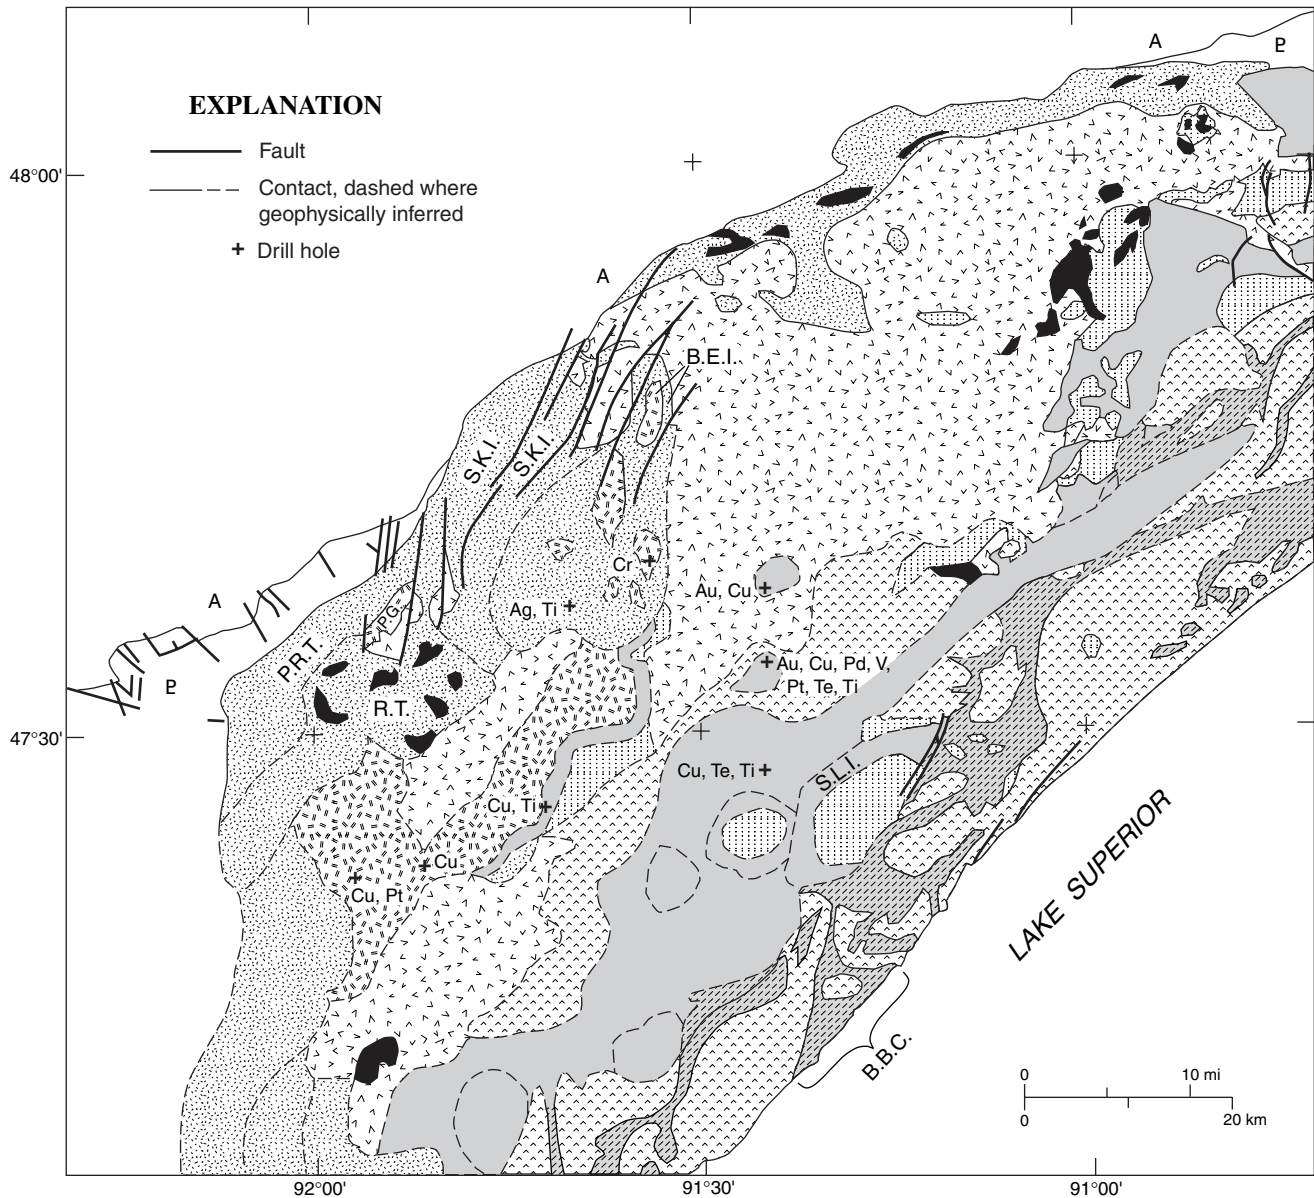 A
P
EXPLANATION
Fault
Contact, dashed where
geophysically inferred
Drill hole
48°00'
A
B.E.I.
S.K.I
S.K.I.
Cr
Au, Cu
Ag, Ti
A
P.G.
P.R.T.
P
R.T.
Au, Cu, Pd, V,
Pt, Te, Ti
47°30'
Cu, Te, Ti
S.L.I.
Cu, Ti
Cu
Cu, Pt
LAKE SUPERIOR
B.B.C.
0 10 mi
0 20 km
92°00'
91°30'
91°00'